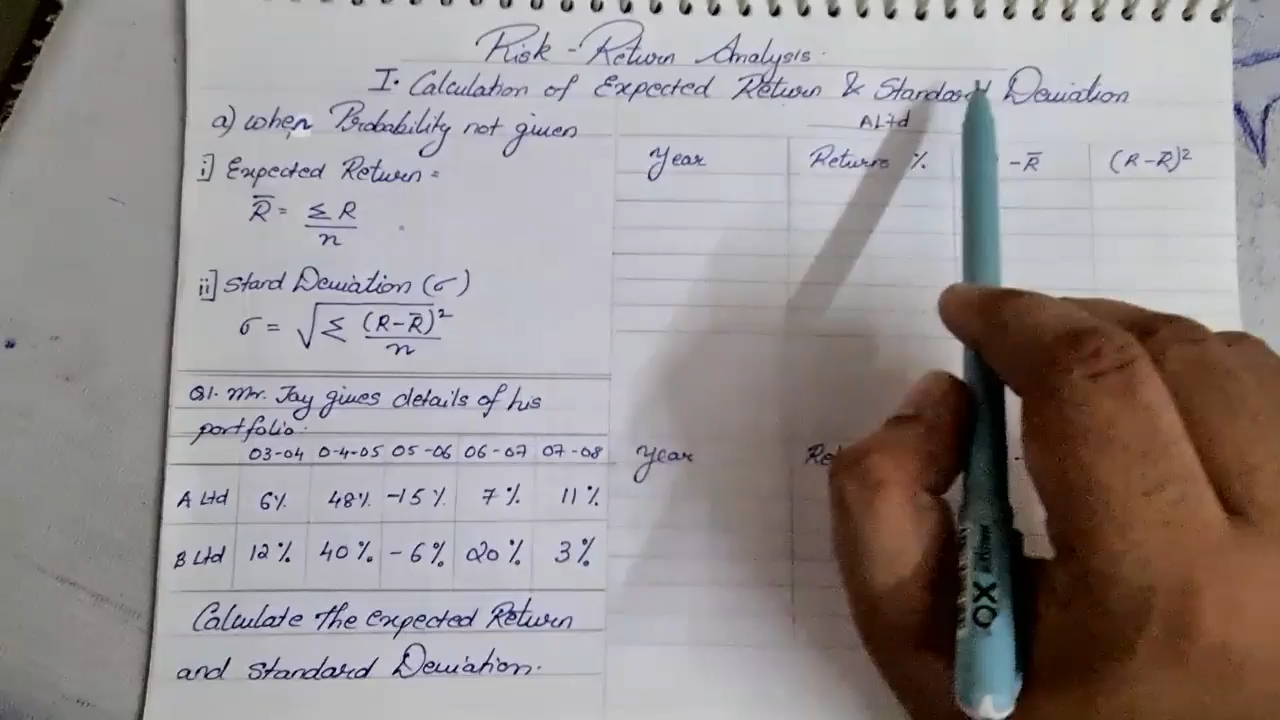 Risk - Return Analysis.
I. Calculation of Expected Return & Standard Deviation
a) when Probability not given
i] Expected Return =
R̅ = Σ R
n
ii] Stard Deviation (σ)
σ = √Σ (R-R̅)²
n
Q1. Mr. Jay gives details of his
portfolio.
03-04 0-4-05 05-06 06-07 07-08
A Ltd 6% 48% -15% 7% 11%
B Ltd 12% 40% -6% 20% 3%
Calculate the expected Return
and standard Deviation.
A Ltd
Year Returns % -R̅ (R-R̅)²
Year
OX